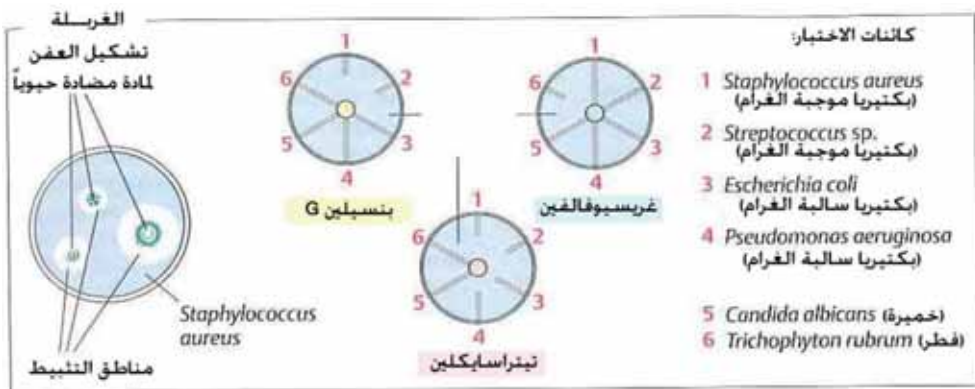 الغربـــلة
تشكيل العفن
لمادة مضادة حيوياً
Staphylococcus
aureus
مناطق التثبيط
1
2
3
4
5
6
بنسيلين G
1
2
3
4
5
6
غريسيوفالفين
1
2
3
4
5
6
تيتراسايكلين
كائنات الاختبار:
1 Staphylococcus aureus
(بكتيريا موجبة الغرام)
2 Streptococcus sp.
(بكتيريا موجبة الغرام)
3 Escherichia coli
(بكتيريا سالبة الغرام)
4 Pseudomonas aeruginosa
(بكتيريا سالبة الغرام)
5 Candida albicans (خميرة)
6 Trichophyton rubrum (فطر)